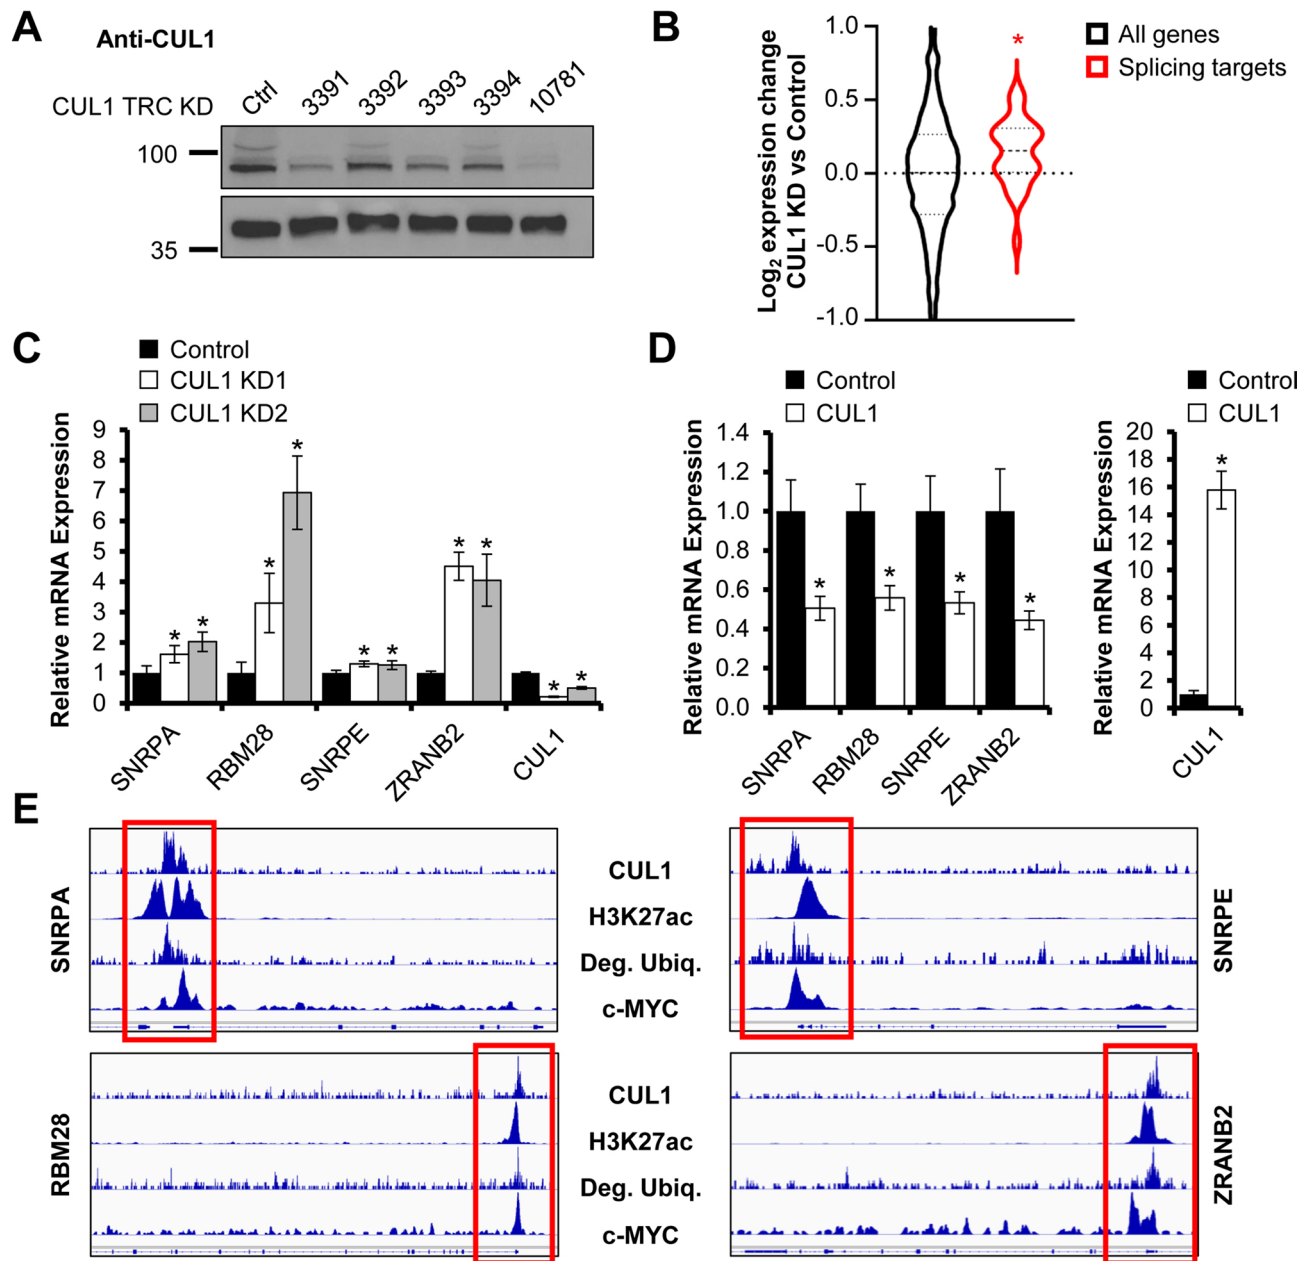 A
Anti-CUL1
CUL1 TRC KD
Ctrl
3391
3392
3393
3394
10781
100
35
B
Log2 expression change
CUL1 KD vs Control
1.0
0.5
0.0
-0.5
-1.0
*
All genes
Splicing targets
C
Control
CUL1 KD1
CUL1 KD2
Relative mRNA Expression
9
8
7
6
5
4
3
2
1
0
* * * * * * * * * *
SNRPA
RBM28
SNRPE
ZRANB2
CUL1
D
Control
CUL1
Relative mRNA Expression
1.4
1.2
1.0
0.8
0.6
0.4
0.2
0.0
* * * *
SNRPA
RBM28
SNRPE
ZRANB2
Control
CUL1
Relative mRNA Expression
20
18
16
14
12
10
8
6
4
2
0
*
CUL1
E
SNRPA
CUL1
H3K27ac
Deg. Ubiq.
c-MYC
SNRPE
RBM28
CUL1
H3K27ac
Deg. Ubiq.
c-MYC
ZRANB2